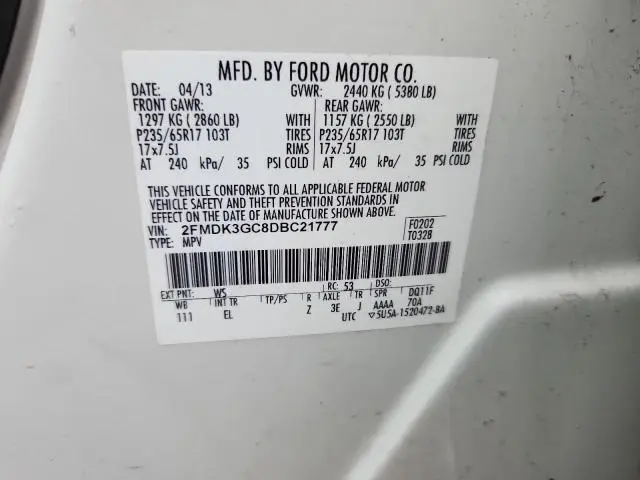 MFD. BY FORD MOTOR CO.
DATE: 04/13 GVWR: 2440 KG ( 5380 LB)
FRONT GAWR: REAR GAWR:
1297 KG ( 2860 LB) WITH 1157 KG ( 2550 LB) WITH
P235/65R17 103T TIRES P235/65R17 103T TIRES
17x7.5J RIMS 17x7.5J RIMS
AT 240 kPa/ 35 PSI COLD AT 240 kPa/ 35 PSI COLD
THIS VEHICLE CONFORMS TO ALL APPLICABLE FEDERAL MOTOR
VEHICLE SAFETY AND THEFT PREVENTION STANDARDS IN
EFFECT ON THE DATE OF MANUFACTURE SHOWN ABOVE.
VIN: 2FMDK3GC8DBC21777 F0202
TYPE: MPV T0328
EXT PNT: WS RC: 53 DSO:
WB INT TR TP/PS R AXLE TR SPR DQ11F
111 EL Z 3E J AAAA 70A
UTC ▽5U5A-1520472-BA